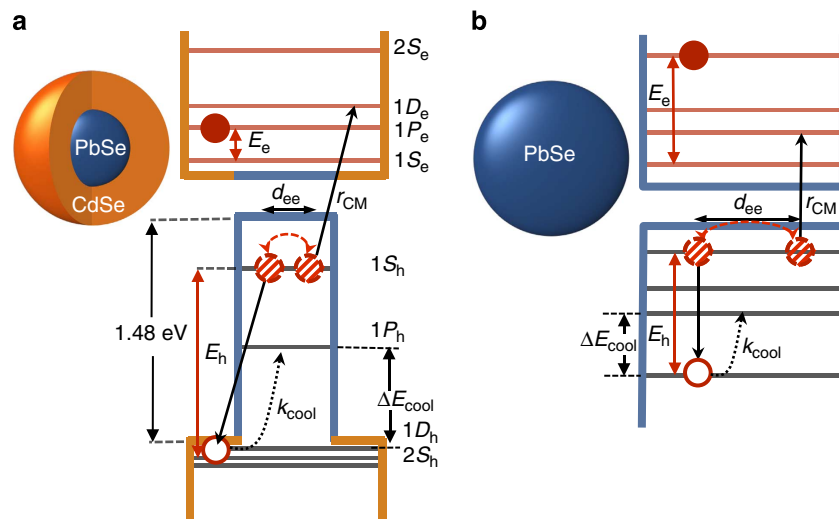 a
PbSe
CdSe
2Se
1De
1Pe
1Se
Ee
dee
rCM
1Sh
1.48 eV
Eh
1Ph
kcool
ΔEcool
1Dh
2Sh
b
PbSe
Ee
dee
rCM
ΔEcool
Eh
kcool